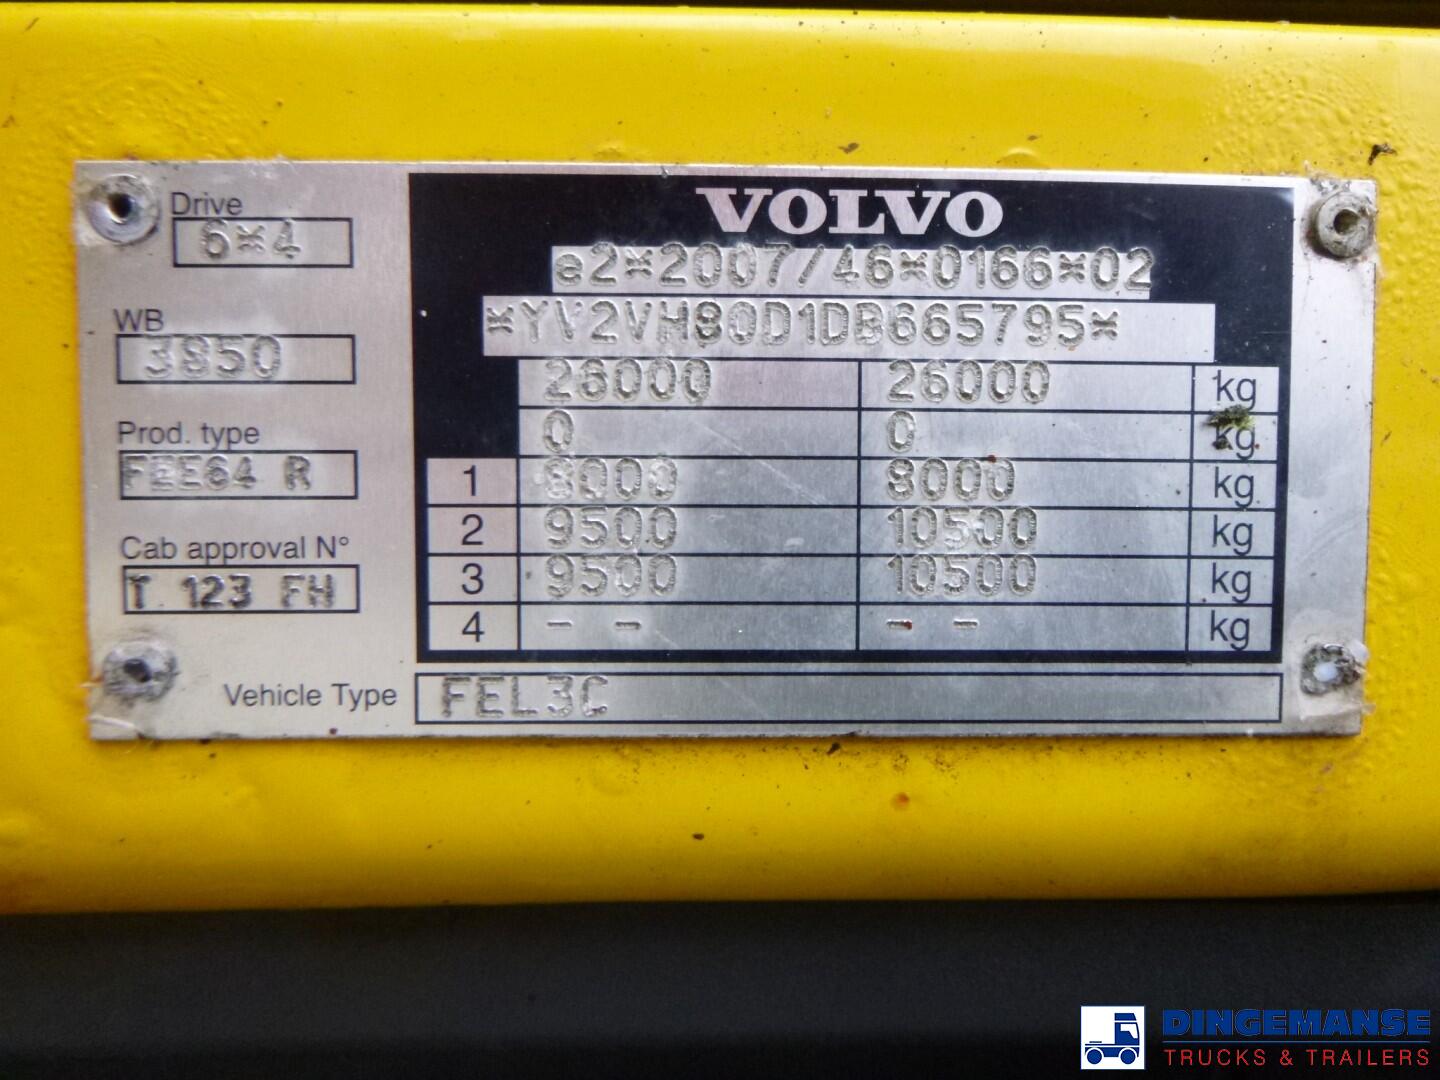 VOLVO
Drive
6*4
e2*2007/46*0166*02
*YV2VH80D1DB665795*
WB
3850
26000 26000 kg
0 0 kg
Prod. type
FEE64 R
1 8000 8000 kg
2 9500 10500 kg
Cab approval N°
T 123 FH
3 9500 10500 kg
4 - - - - kg
Vehicle Type FEL3C
DINGEMANSE
TRUCKS & TRAILERS